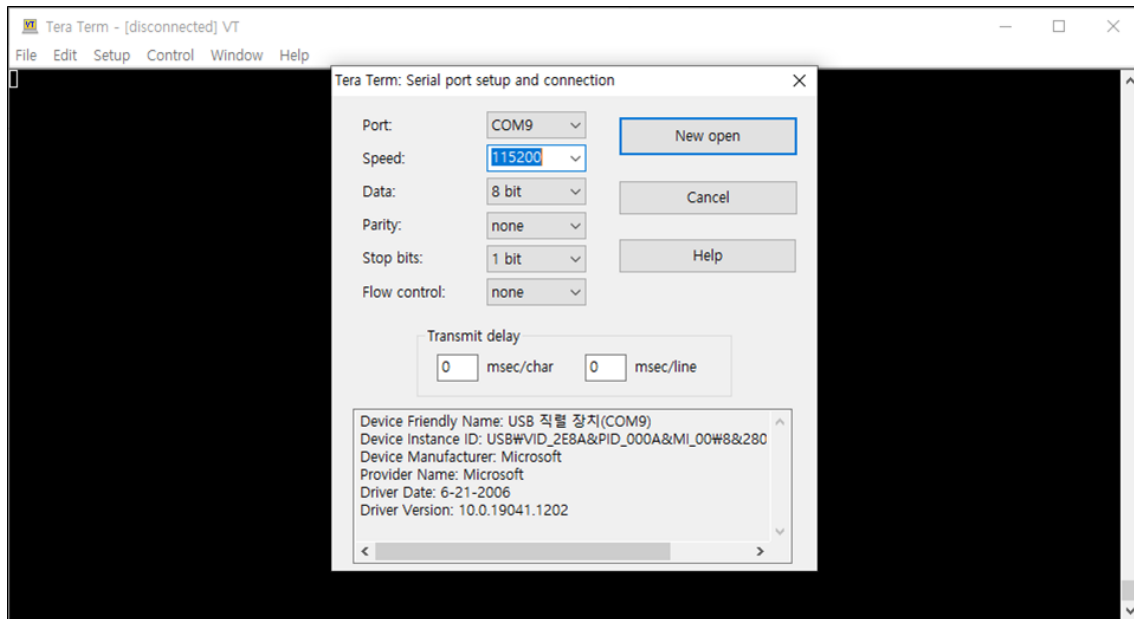 Tera Term - [disconnected] VT
File Edit Setup Control Window Help
Tera Term: Serial port setup and connection
Port: COM9 New open
Speed: 115200
Data: 8 bit Cancel
Parity: none
Stop bits: 1 bit Help
Flow control: none
Transmit delay
0 msec/char 0 msec/line
Device Friendly Name: USB 직렬 장치(COM9)
Device Instance ID: USB₩VID_2E8A&PID_000A&MI_00₩8&280
Device Manufacturer: Microsoft
Provider Name: Microsoft
Driver Date: 6-21-2006
Driver Version: 10.0.19041.1202